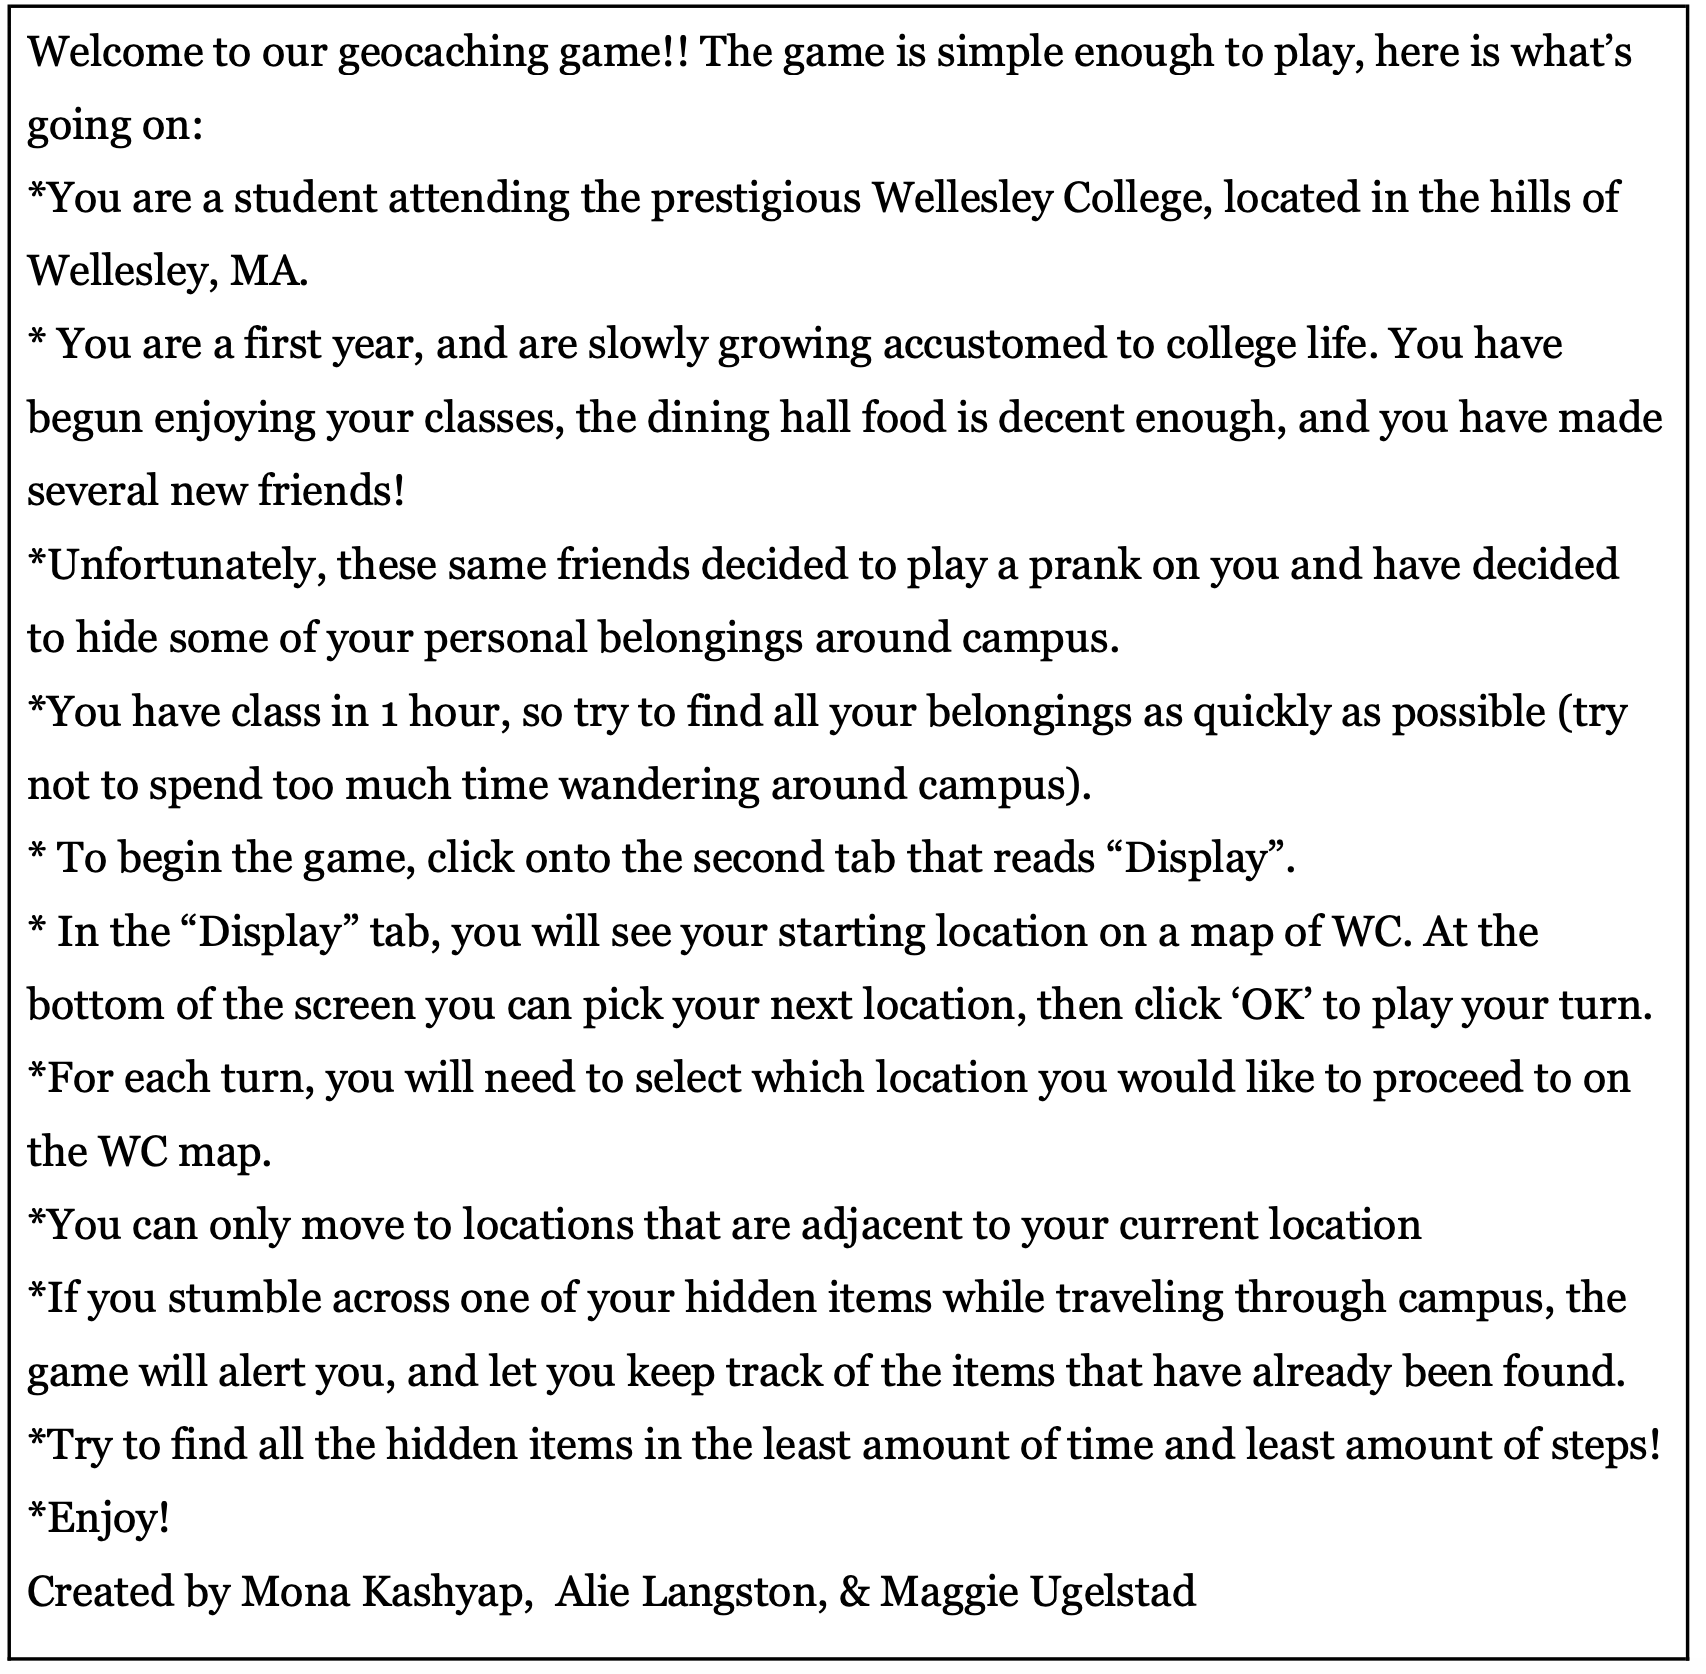 Welcome to our geocaching game!! The game is simple enough to play, here is what’s
going on:
*You are a student attending the prestigious Wellesley College, located in the hills of
Wellesley, MA.
* You are a first year, and are slowly growing accustomed to college life. You have
begun enjoying your classes, the dining hall food is decent enough, and you have made
several new friends!
*Unfortunately, these same friends decided to play a prank on you and have decided
to hide some of your personal belongings around campus.
*You have class in 1 hour, so try to find all your belongings as quickly as possible (try
not to spend too much time wandering around campus).
* To begin the game, click onto the second tab that reads “Display”.
* In the “Display” tab, you will see your starting location on a map of WC. At the
bottom of the screen you can pick your next location, then click ‘OK’ to play your turn.
*For each turn, you will need to select which location you would like to proceed to on
the WC map.
*You can only move to locations that are adjacent to your current location
*If you stumble across one of your hidden items while traveling through campus, the
game will alert you, and let you keep track of the items that have already been found.
*Try to find all the hidden items in the least amount of time and least amount of steps!
*Enjoy!
Created by Mona Kashyap,  Alie Langston, & Maggie Ugelstad